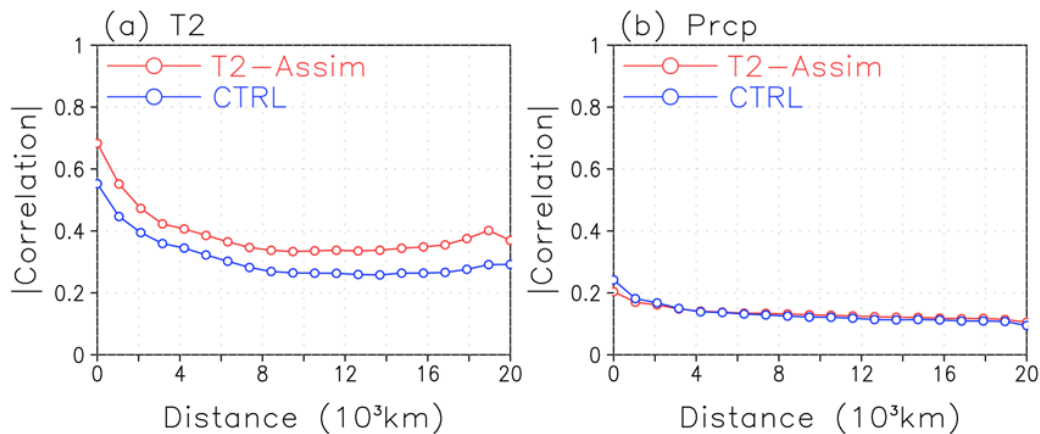 (a) T2
T2-Assim
CTRL
|Correlation|
1
0.8
0.6
0.4
0.2
0
0 4 8 12 16 20
Distance (10³km)
(b) Prcp
T2-Assim
CTRL
|Correlation|
1
0.8
0.6
0.4
0.2
0
0 4 8 12 16 20
Distance (10³km)